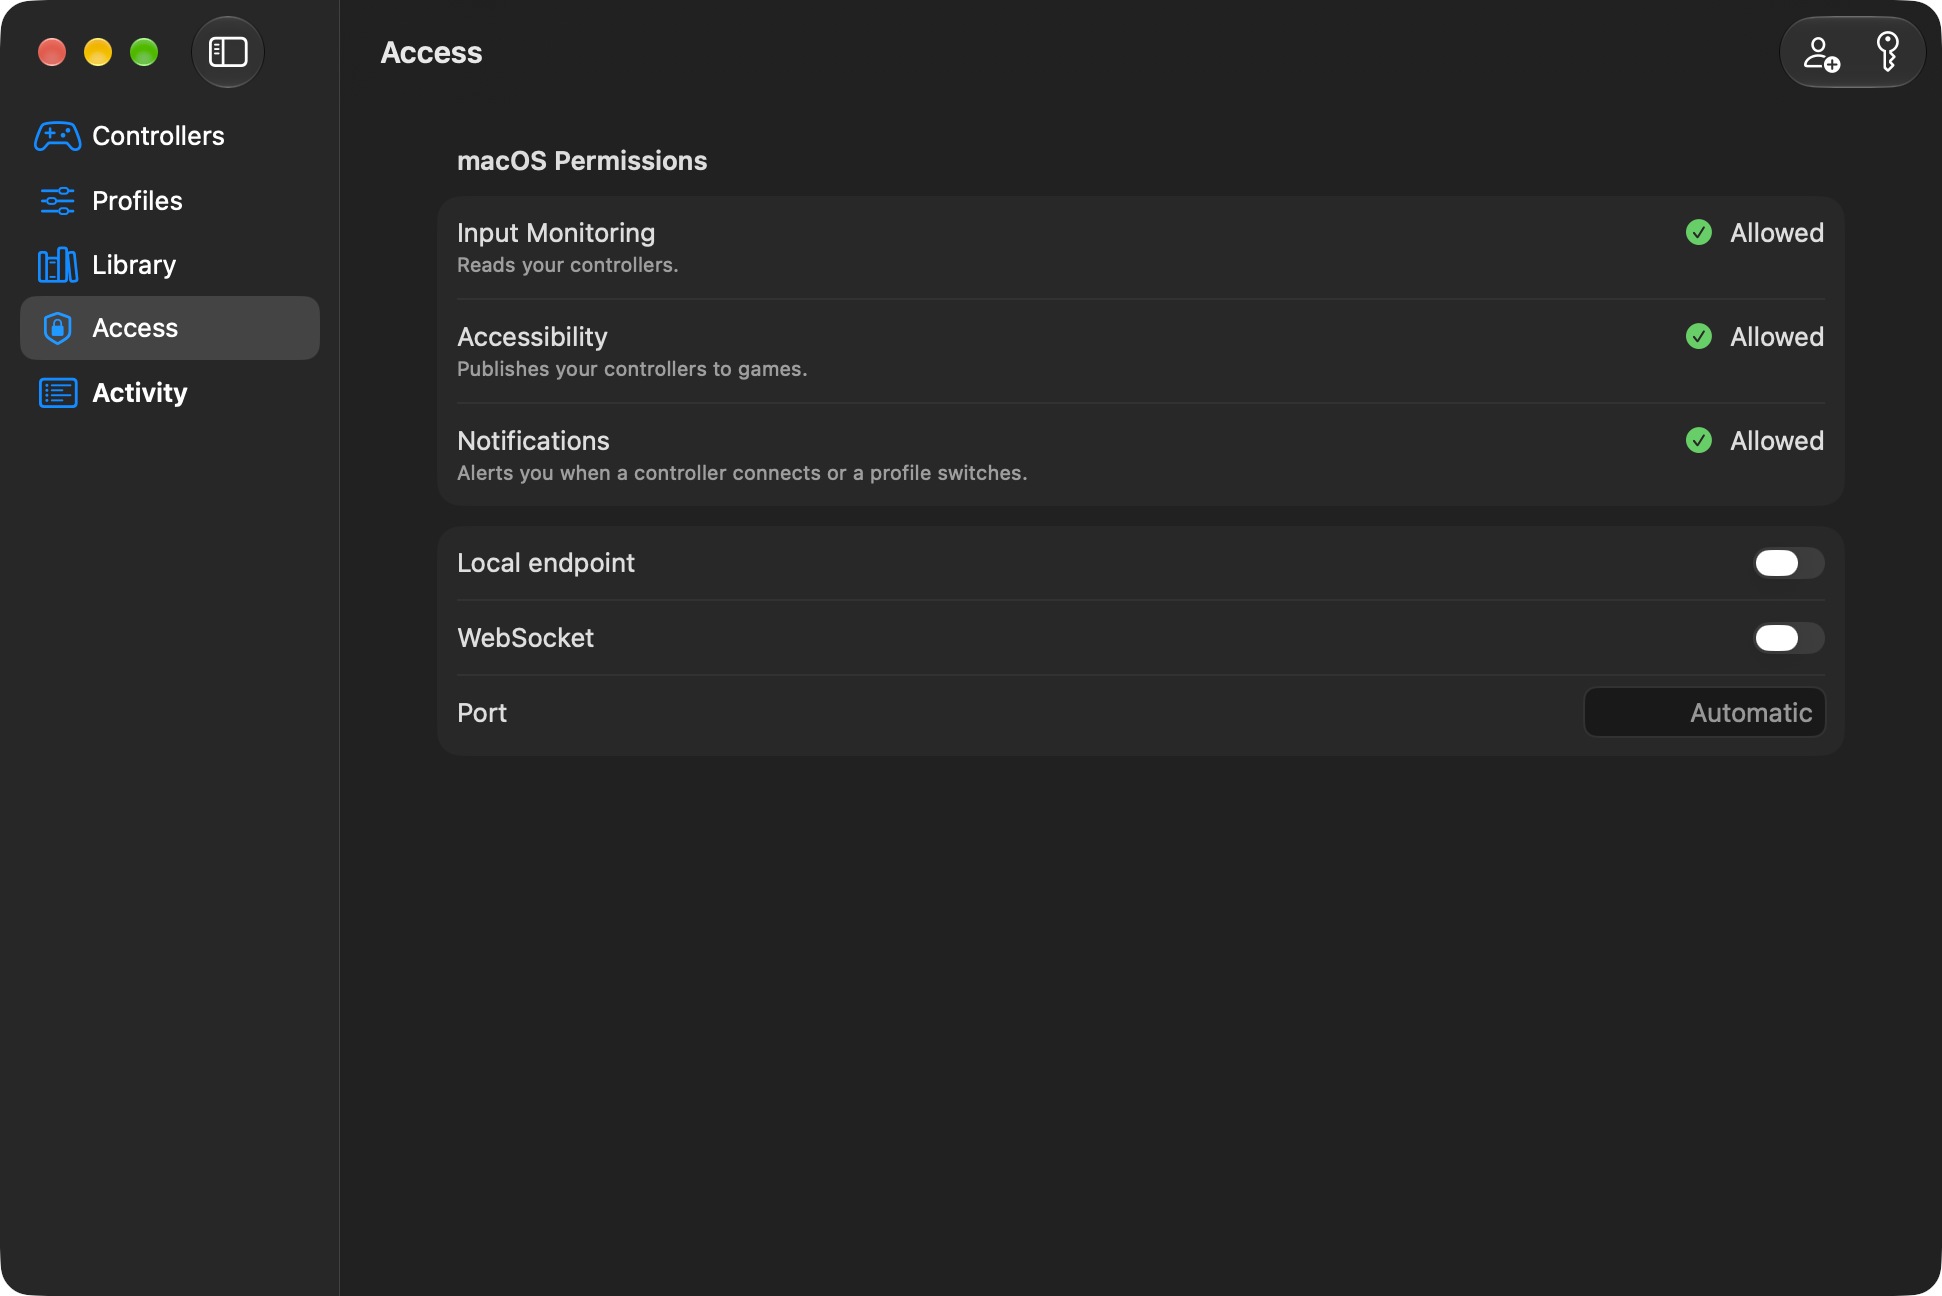 Access
Controllers
Profiles
Library
Access
Activity
macOS Permissions
Input Monitoring
Allowed
Reads your controllers.
Accessibility
Allowed
Publishes your controllers to games.
Notifications
Allowed
Alerts you when a controller connects or a profile switches.
Local endpoint
WebSocket
Port
Automatic